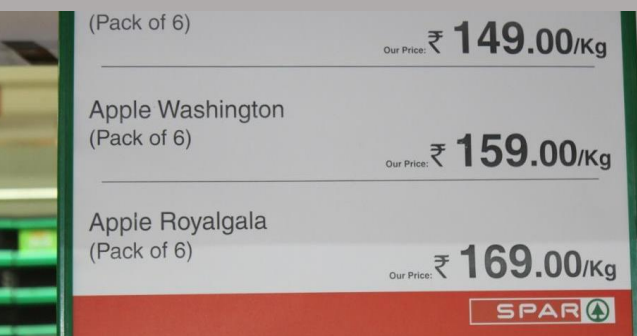 (Pack of 6)
Our Price: ₹ 149.00/Kg
Apple Washington
(Pack of 6)
Our Price: ₹ 159.00/Kg
Apple Royalgala
(Pack of 6)
Our Price: ₹ 169.00/Kg
SPAR